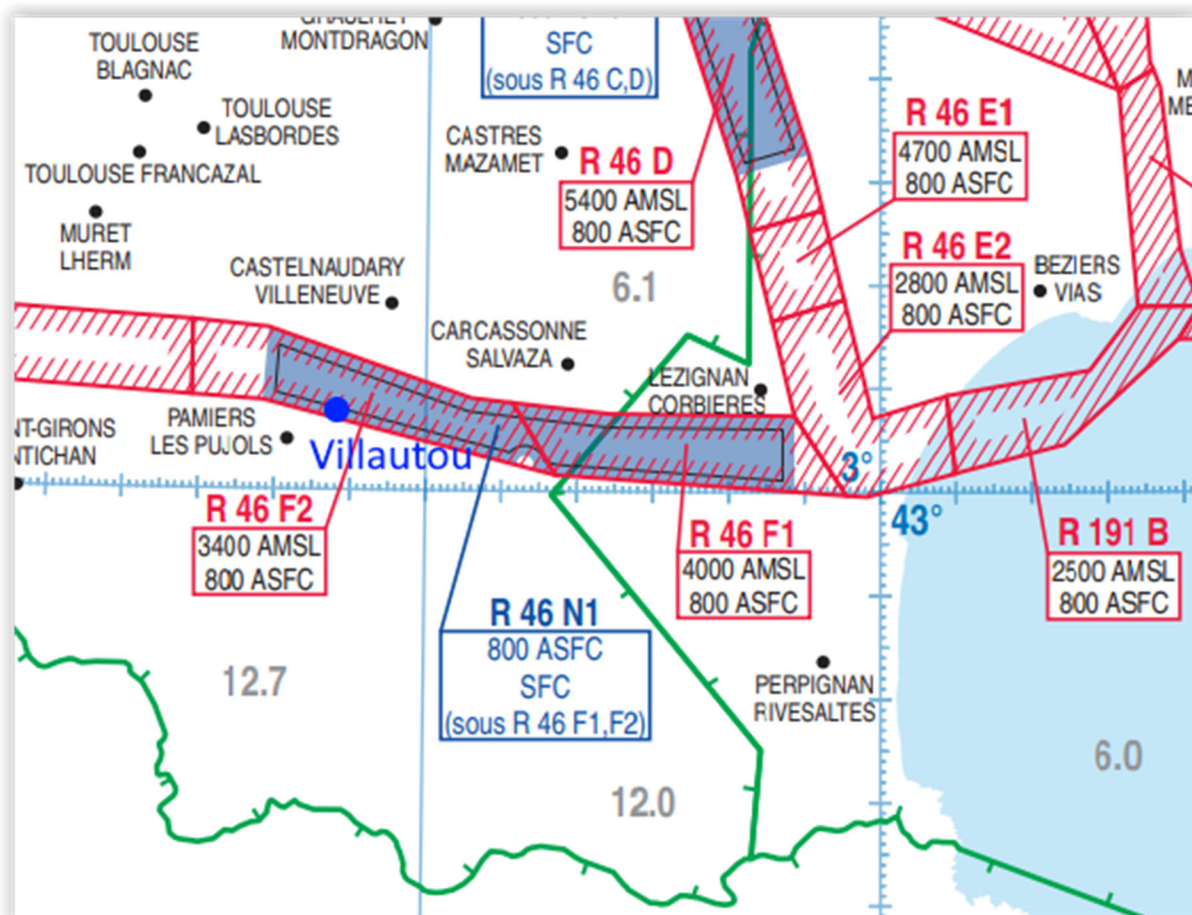 MONTDRAGON
TOULOUSE
BLAGNAC
SFC
(sous R 46 C,D)
TOULOUSE
LASBORDES
TOULOUSE FRANCAZAL
CASTRES
MAZAMET
R 46 D
5400 AMSL
800 ASFC
R 46 E1
4700 AMSL
800 ASFC
MURET
LHERM
CASTELNAUDARY
VILLENEUVE
6.1
R 46 E2
2800 AMSL
800 ASFC
BEZIERS
VIAS
CARCASSONNE
SALVAZA
LEZIGNAN
CORBIERES
PAMIERS
LES PUJOLS
NT-GIRONS
NTICHAN
Villautou
3°
43°
R 46 F2
3400 AMSL
800 ASFC
R 46 F1
4000 AMSL
800 ASFC
R 191 B
2500 AMSL
800 ASFC
R 46 N1
800 ASFC
SFC
(sous R 46 F1,F2)
12.7
PERPIGNAN
RIVESALTES
6.0
12.0